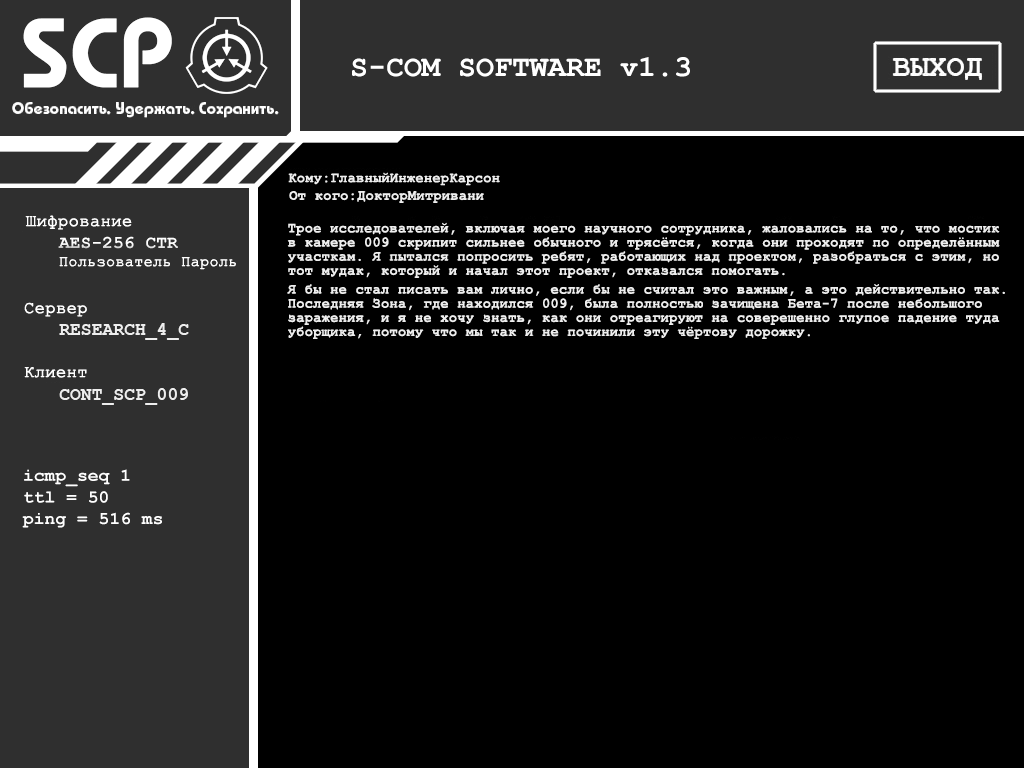 SCP
Обезопасить. Удержать. Сохранить.
S-COM SOFTWARE v1.3
ВЫХОД
Кому:ГлавныйИнженерКарсон
От кого:ДокторМитривани
Трое исследователей, включая моего научного сотрудника, жаловались на то, что мостик
в камере 009 скрипит сильнее обычного и трясётся, когда они проходят по определённым
участкам. Я пытался попросить ребят, работающих над проектом, разобраться с этим, но
тот мудак, который и начал этот проект, отказался помогать.
Я бы не стал писать вам лично, если бы не считал это важным, а это действительно так.
Последняя Зона, где находился 009, была полностью зачищена Бета-7 после небольшого
заражения, и я не хочу знать, как они отреагируют на соверешенно глупое падение туда
уборщика, потому что мы так и не починили эту чёртову дорожку.
Шифрование
AES-256 CTR
Пользователь Пароль
Сервер
RESEARCH_4_C
Клиент
CONT_SCP_009
icmp_seq 1
ttl = 50
ping = 516 ms